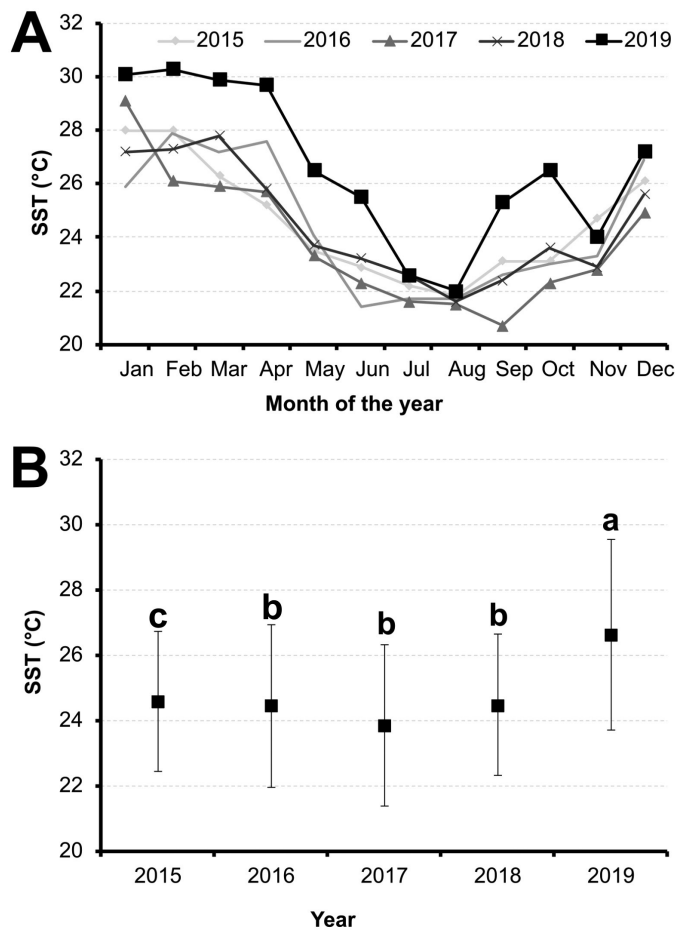 A
32
30
28
26
24
22
20
SST (°C)
2015 2016 2017 2018 2019
Jan Feb Mar Apr May Jun Jul Aug Sep Oct Nov Dec
Month of the year
B
32
30
28
26
24
22
20
SST (°C)
c b b b a
2015 2016 2017 2018 2019
Year